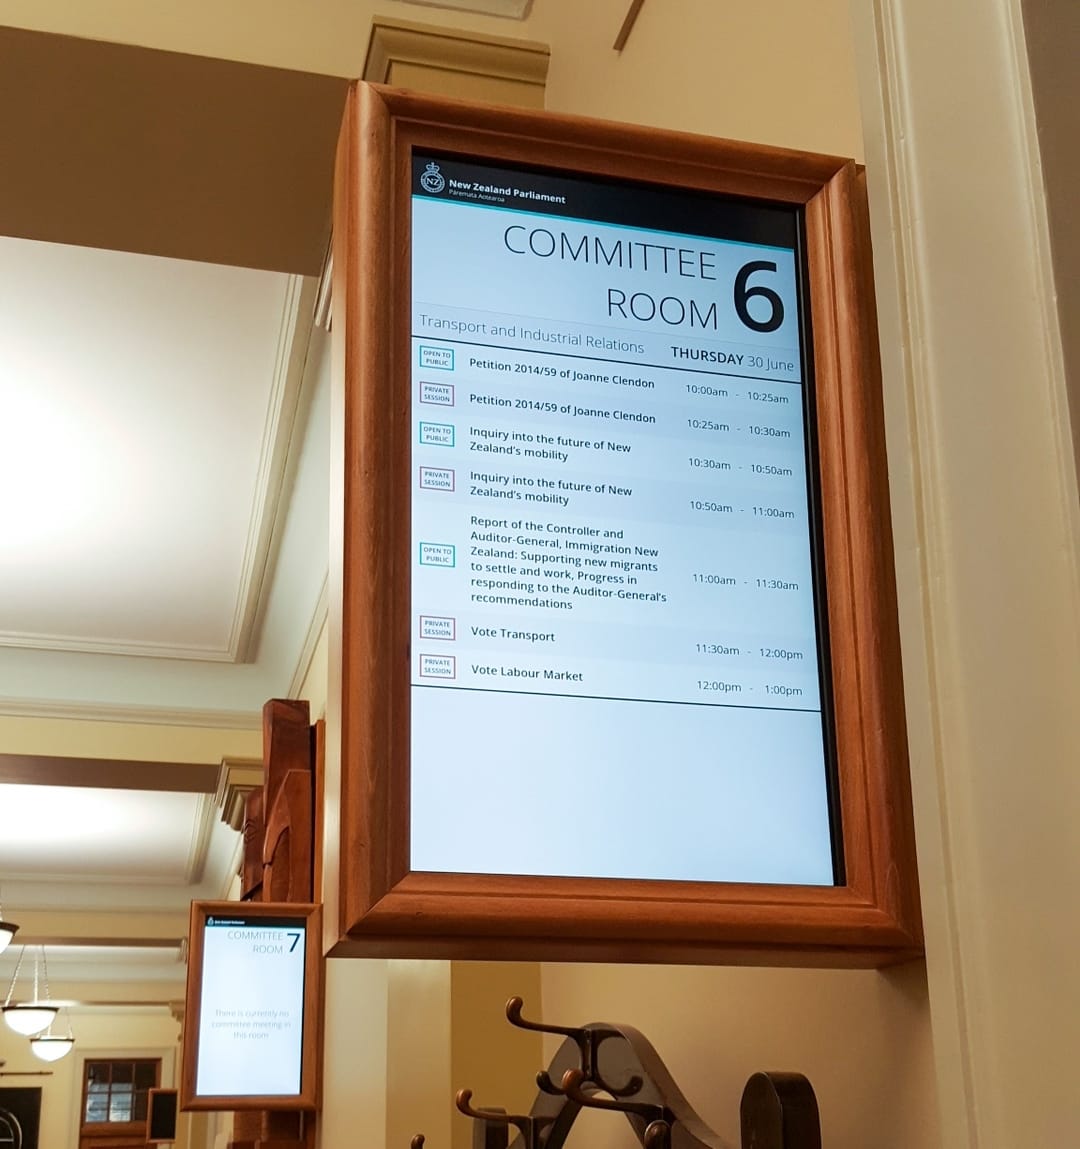 NZ
New Zealand Parliament
Pāremata Aotearoa
COMMITTEE
ROOM 6
Transport and Industrial Relations THURSDAY 30 June
OPEN TO
PUBLIC
Petition 2014/59 of Joanne Clendon 10:00am - 10:25am
PRIVATE
SESSION
Petition 2014/59 of Joanne Clendon 10:25am - 10:30am
OPEN TO
PUBLIC
Inquiry into the future of New
Zealand's mobility
10:30am - 10:50am
PRIVATE
SESSION
Inquiry into the future of New
Zealand's mobility
10:50am - 11:00am
OPEN TO
PUBLIC
Report of the Controller and
Auditor-General, Immigration New
Zealand: Supporting new migrants
to settle and work, Progress in
responding to the Auditor-General's
recommendations
11:00am - 11:30am
PRIVATE
SESSION
Vote Transport 11:30am - 12:00pm
PRIVATE
SESSION
Vote Labour Market 12:00pm - 1:00pm
New Zealand Parliament
COMMITTEE
ROOM 7
There is currently no
committee meeting in
this room